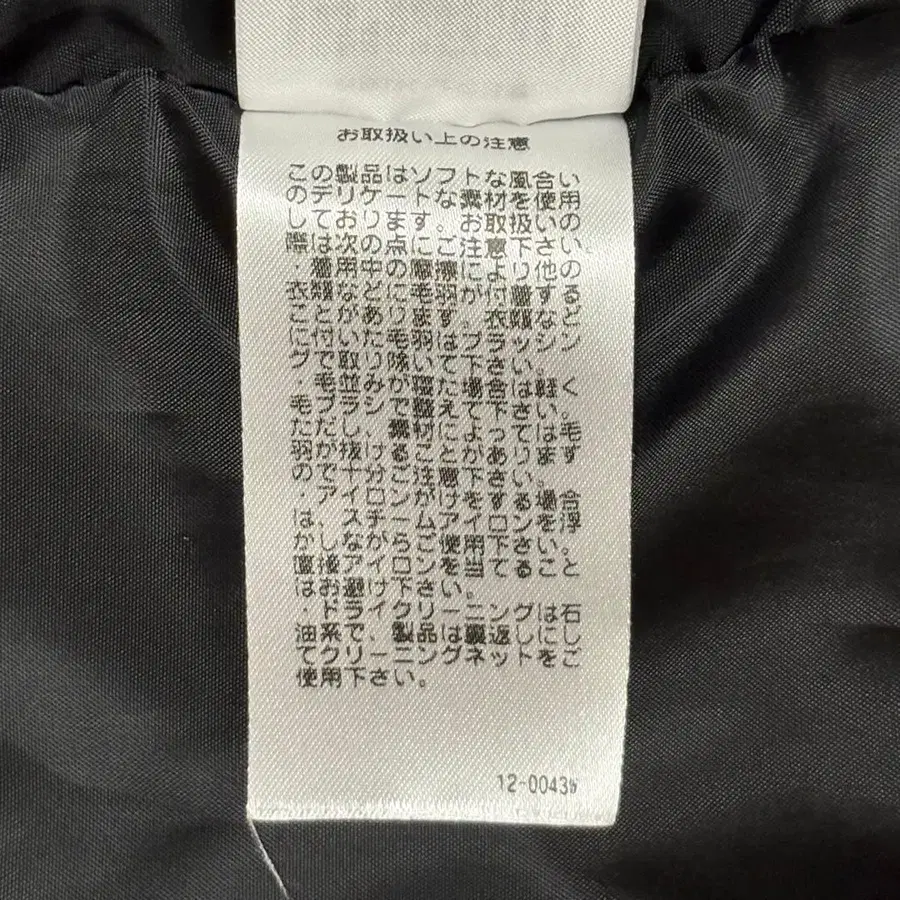 お取扱い上の注意
この製品はソフトな風合い
のデリケートな素材を使用
しております。お取扱いの
際は次の点にご注意下さい。
・着用中の摩擦により他の
衣類などに毛羽が付着する
ことがあります。衣類など
に付いた毛羽はブラッシン
グで取り除いて下さい。
・毛並みが寝た場合は軽く
毛ブラシで整えて下さい。
ただし、素材によっては毛
羽が抜けることがあります
ので十分ご注意下さい。
・アイロンがけをする場合
は、スチームアイロンを浮
かしながらご使用下さい。
直接アイロンを当てること
はお避け下さい。
・ドライクリーニングは石
油系で、製品は裏返しにし
てクリーニングネットをご
使用下さい。
12-0043